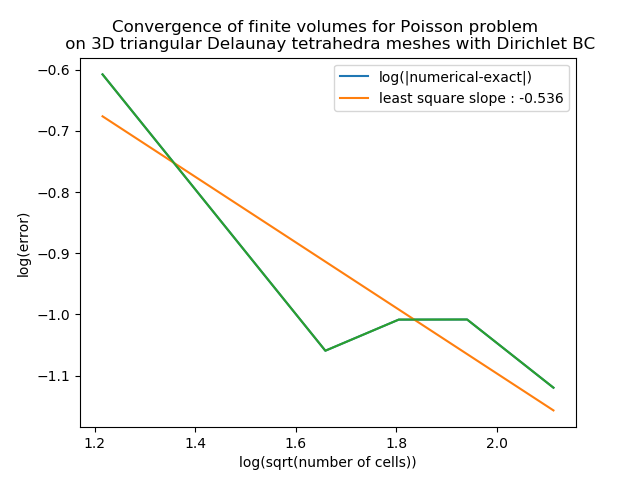 Convergence of finite volumes for Poisson problem
on 3D triangular Delaunay tetrahedra meshes with Dirichlet BC
log(|numerical-exact|)
least square slope : -0.536
−0.6
−0.7
−0.8
−0.9
−1.0
−1.1
log(error)
1.2 1.4 1.6 1.8 2.0
log(sqrt(number of cells))